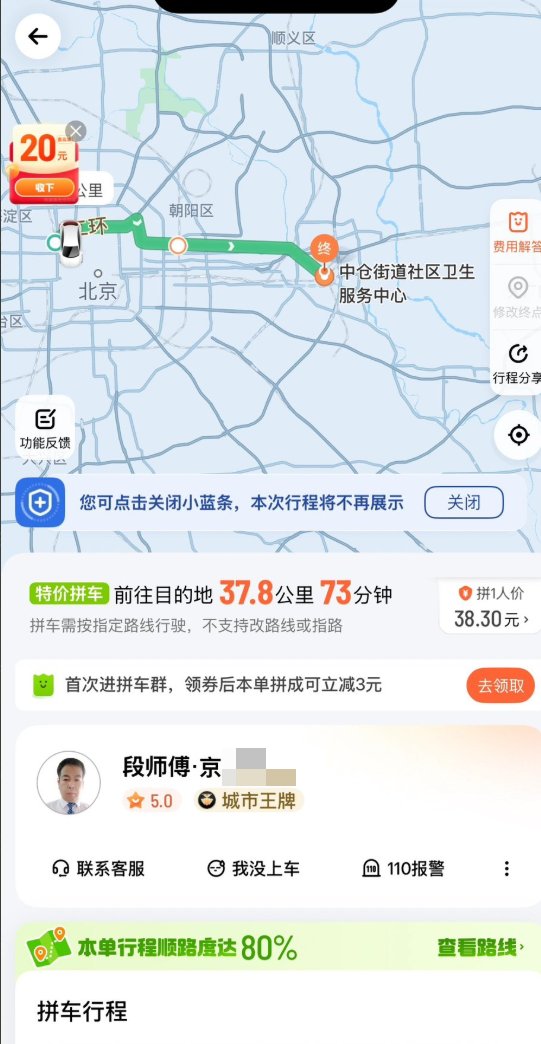 顺义区
20元
收下
公里
海淀区
朝阳区
二环
终
中仓街道社区卫生
服务中心
北京
台区
费用解答
修改终点
行程分享
功能反馈
大兴区
您可点击关闭小蓝条，本次行程将不再展示
关闭
特价拼车 前往目的地 37.8公里 73分钟
拼车需按指定路线行驶，不支持改路线或指路
拼1人价
38.30元 ›
首次进拼车群，领券后本单拼成可立减3元
去领取
段师傅·京
5.0
城市王牌
联系客服
我没上车
110报警
本单行程顺路度达80%
查看路线›
拼车行程